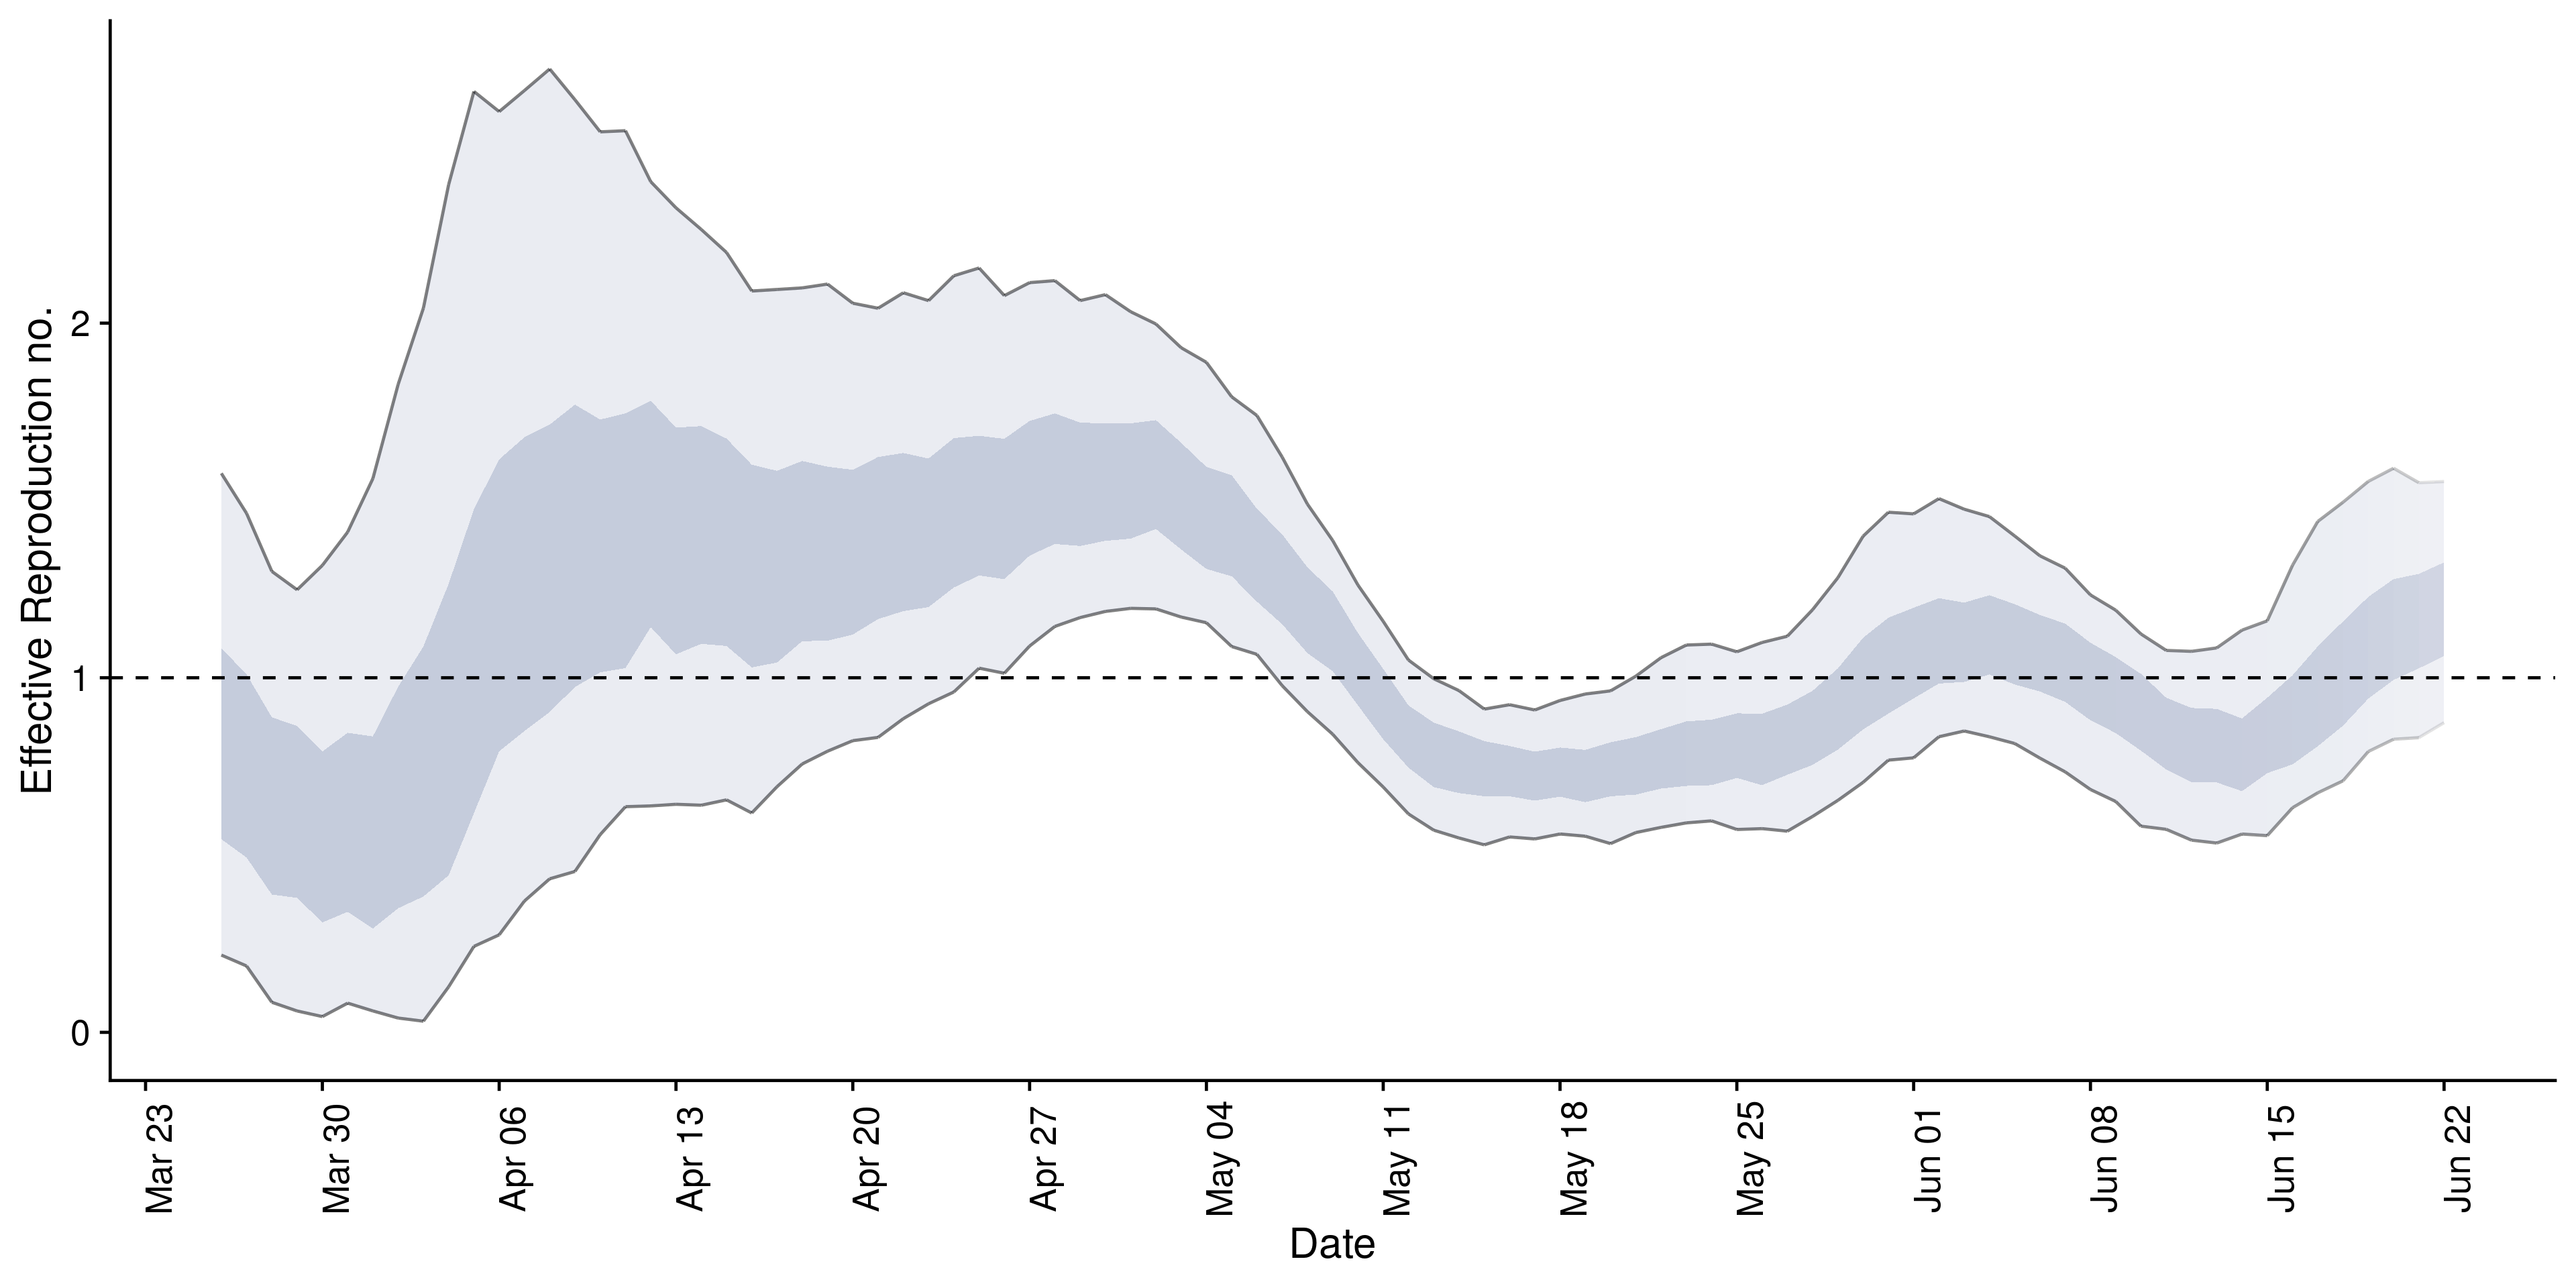 Effective Reproduction no.
2
1
0
Mar 23
Mar 30
Apr 06
Apr 13
Apr 20
Apr 27
May 04
May 11
May 18
May 25
Jun 01
Jun 08
Jun 15
Jun 22
Date